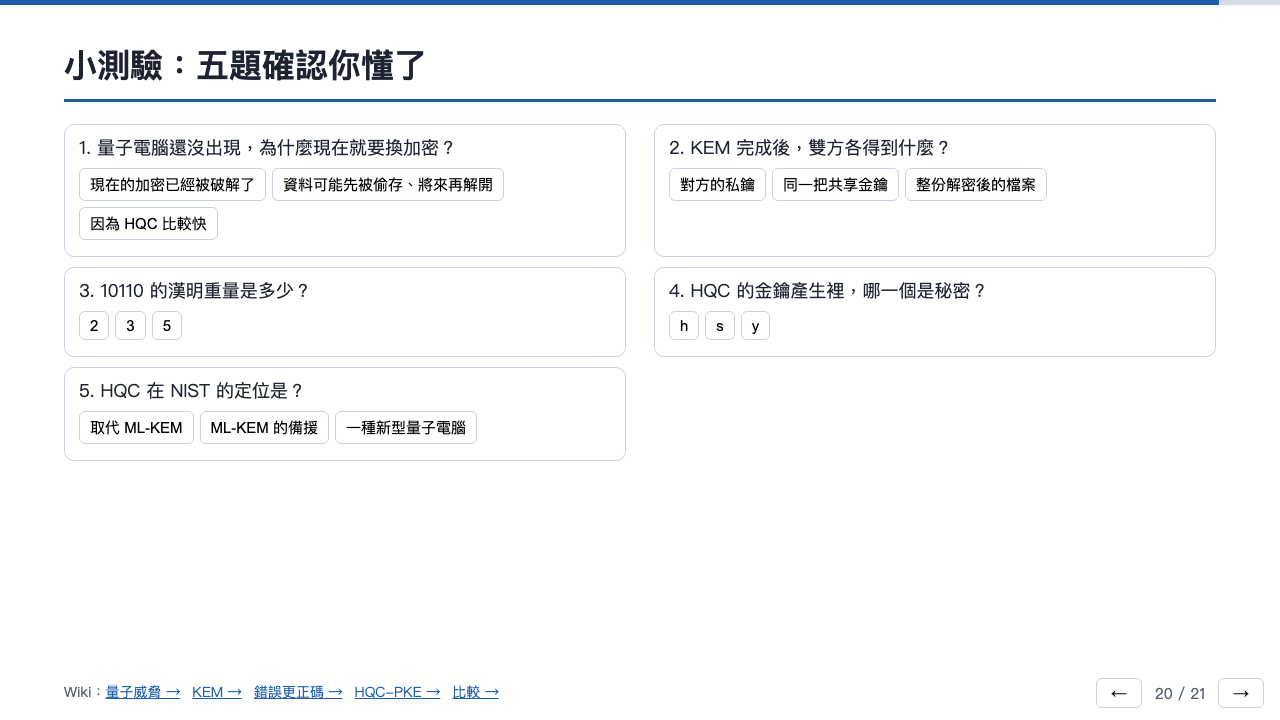 小測驗：五題確認你懂了
1. 量子電腦還沒出現，為什麼現在就要換加密？
現在的加密已經被破解了 資料可能先被偷存、將來再解開
因為 HQC 比較快
2. KEM 完成後，雙方各得到什麼？
對方的私鑰 同一把共享金鑰 整份解密後的檔案
3. 10110 的漢明重量是多少？
2 3 5
4. HQC 的金鑰產生裡，哪一個是秘密？
h s y
5. HQC 在 NIST 的定位是？
取代 ML-KEM ML-KEM 的備援 一種新型量子電腦
Wiki：量子威脅 → KEM → 錯誤更正碼 → HQC-PKE → 比較 →
← 20 / 21 →